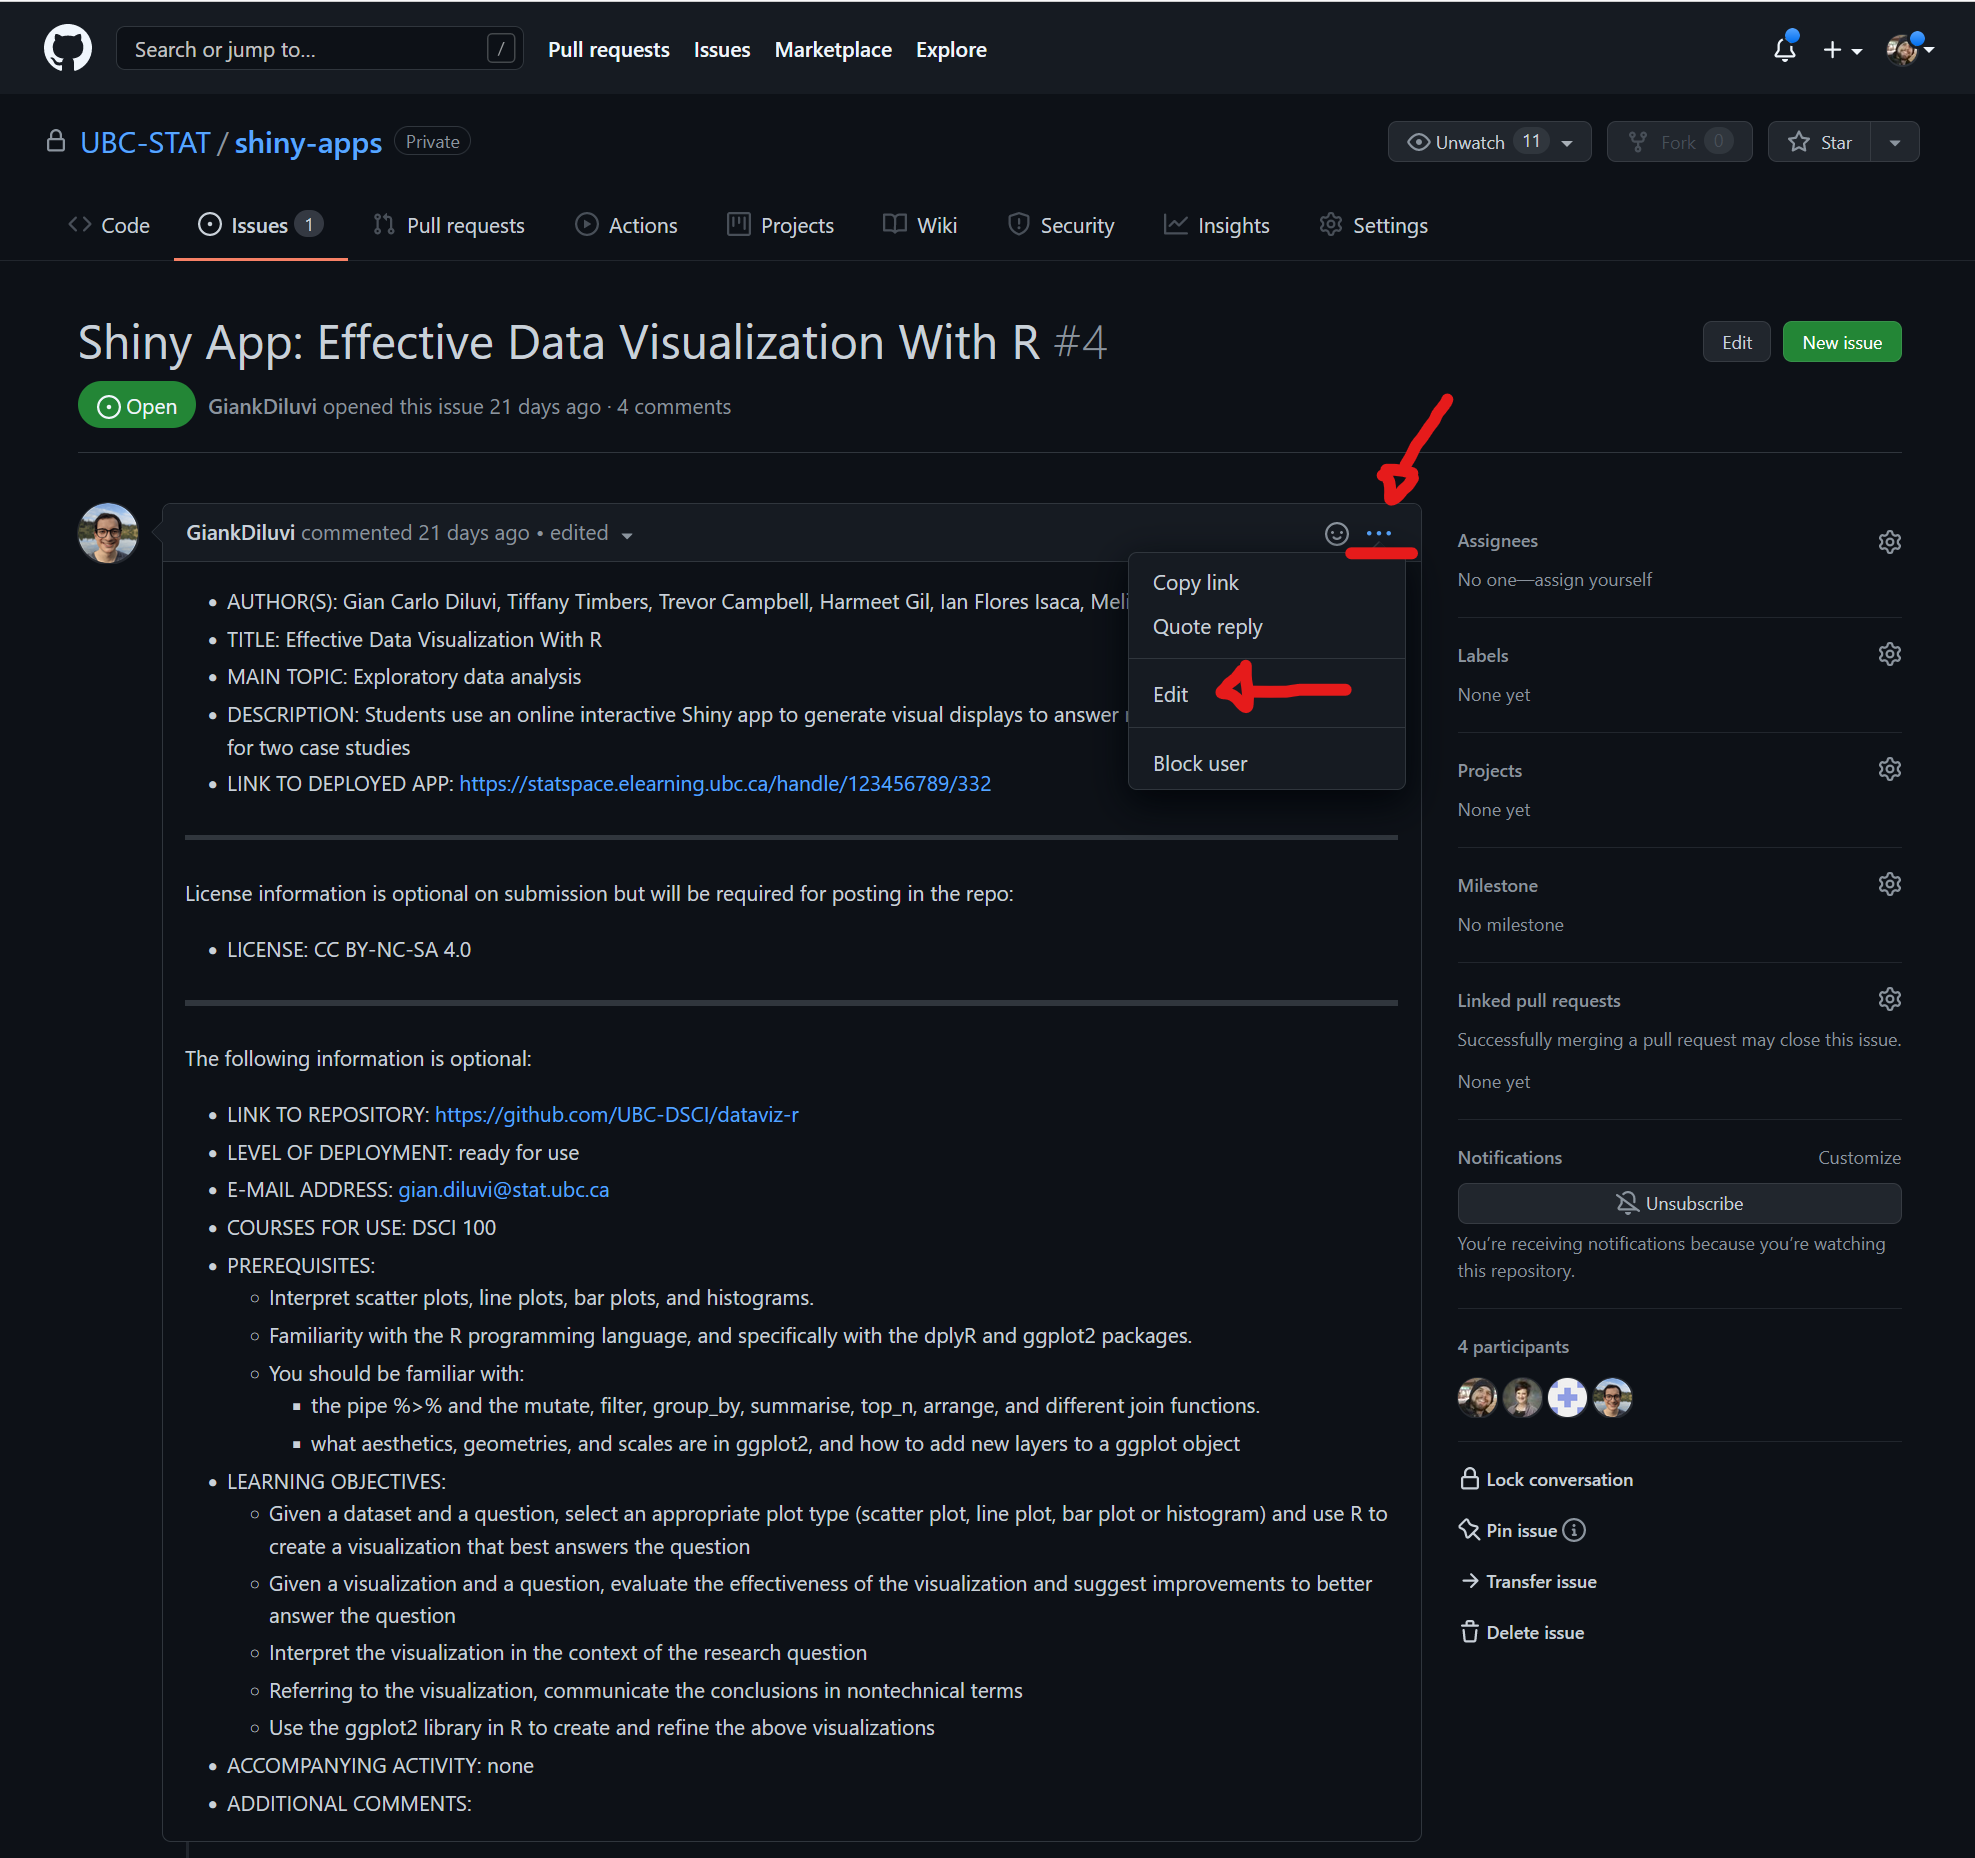 Search or jump to... /
Pull requests Issues Marketplace Explore
UBC-STAT / shiny-apps Private
Unwatch 11 Fork 0 Star
Code Issues 1 Pull requests Actions Projects Wiki Security Insights Settings
Shiny App: Effective Data Visualization With R #4
Edit New issue
Open GiankDiluvi opened this issue 21 days ago · 4 comments
GiankDiluvi commented 21 days ago • edited
Copy link
Quote reply
Edit
Block user
• AUTHOR(S): Gian Carlo Diluvi, Tiffany Timbers, Trevor Campbell, Harmeet Gil, Ian Flores Isaca, Meli
• TITLE: Effective Data Visualization With R
• MAIN TOPIC: Exploratory data analysis
• DESCRIPTION: Students use an online interactive Shiny app to generate visual displays to answer
for two case studies
• LINK TO DEPLOYED APP: https://statspace.elearning.ubc.ca/handle/123456789/332
License information is optional on submission but will be required for posting in the repo:
• LICENSE: CC BY-NC-SA 4.0
The following information is optional:
• LINK TO REPOSITORY: https://github.com/UBC-DSCI/dataviz-r
• LEVEL OF DEPLOYMENT: ready for use
• E-MAIL ADDRESS: gian.diluvi@stat.ubc.ca
• COURSES FOR USE: DSCI 100
• PREREQUISITES:
◦ Interpret scatter plots, line plots, bar plots, and histograms.
◦ Familiarity with the R programming language, and specifically with the dplyR and ggplot2 packages.
◦ You should be familiar with:
▪ the pipe %>% and the mutate, filter, group_by, summarise, top_n, arrange, and different join functions.
▪ what aesthetics, geometries, and scales are in ggplot2, and how to add new layers to a ggplot object
• LEARNING OBJECTIVES:
◦ Given a dataset and a question, select an appropriate plot type (scatter plot, line plot, bar plot or histogram) and use R to
create a visualization that best answers the question
◦ Given a visualization and a question, evaluate the effectiveness of the visualization and suggest improvements to better
answer the question
◦ Interpret the visualization in the context of the research question
◦ Referring to the visualization, communicate the conclusions in nontechnical terms
◦ Use the ggplot2 library in R to create and refine the above visualizations
• ACCOMPANYING ACTIVITY: none
• ADDITIONAL COMMENTS:
Assignees
No one—assign yourself
Labels
None yet
Projects
None yet
Milestone
No milestone
Linked pull requests
Successfully merging a pull request may close this issue.
None yet
Notifications Customize
Unsubscribe
You're receiving notifications because you're watching
this repository.
4 participants
Lock conversation
Pin issue
Transfer issue
Delete issue